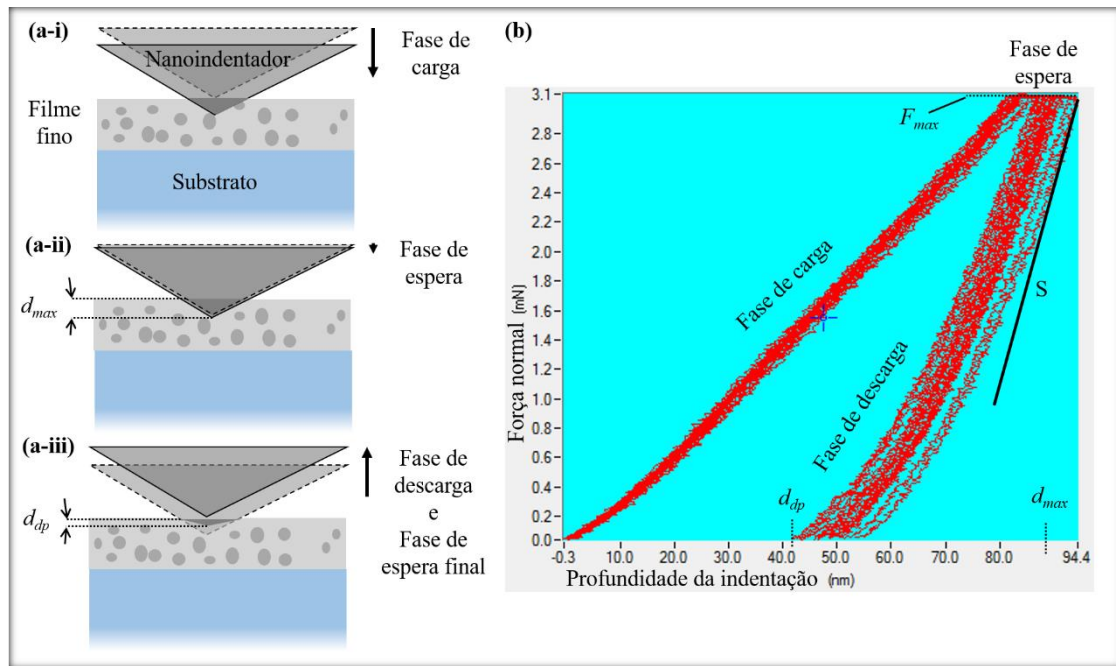 (a-i)
Nanoindentador
Fase de
carga
Filme
fino
Substrato
(a-ii)
Fase de
espera
d_max
(a-iii)
Fase de
descarga
e
Fase de
espera final
d_dp
(b)
Fase de
espera
F_max
Força normal [mN]
3.1
2.8
2.6
2.4
2.2
2.0
1.8
1.6
1.4
1.2
1.0
0.8
0.6
0.4
0.2
0.0
Fase de carga
Fase de descarga
S
d_dp
d_max
-0.3 10.0 20.0 30.0 40.0 50.0 60.0 70.0 80.0 94.4
Profundidade da indentação (nm)